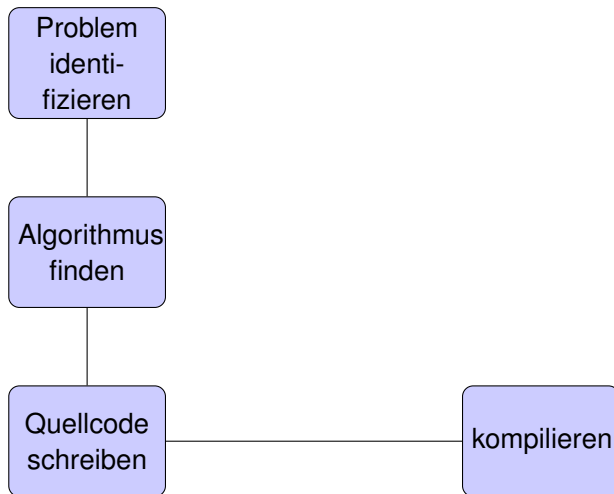 Problem
identi-
fizieren
Algorithmus
finden
Quellcode
schreiben
kompilieren